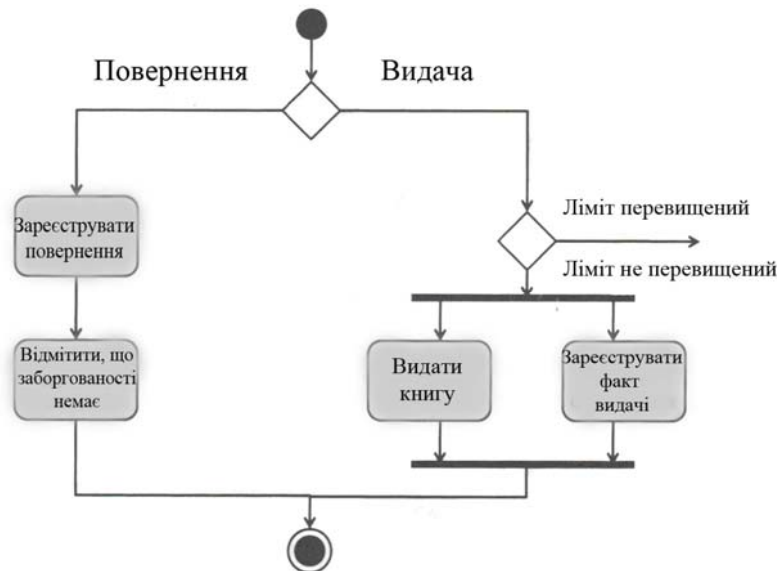 Повернення
Видача
Зареєструвати
повернення
Ліміт перевищений
Ліміт не перевищений
Відмітити, що
заборгованості
немає
Видати
книгу
Зареєструвати
факт
видачі